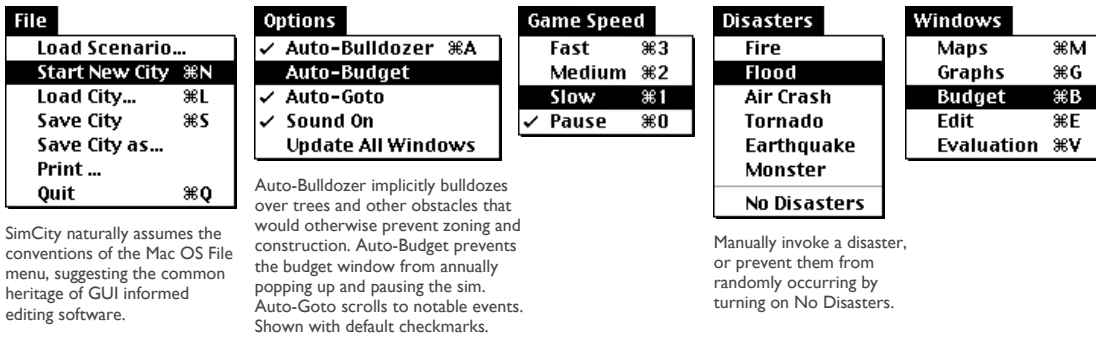 File
Load Scenario...
Start New City ⌘N
Load City... ⌘L
Save City ⌘S
Save City as...
Print ...
Quit ⌘Q
SimCity naturally assumes the
conventions of the Mac OS File
menu, suggesting the common
heritage of GUI informed
editing software.
Options
✓ Auto-Bulldozer ⌘A
Auto-Budget
✓ Auto-Goto
✓ Sound On
Update All Windows
Auto-Bulldozer implicitly bulldozes
over trees and other obstacles that
would otherwise prevent zoning and
construction. Auto-Budget prevents
the budget window from annually
popping up and pausing the sim.
Auto-Goto scrolls to notable events.
Shown with default checkmarks.
Game Speed
Fast ⌘3
Medium ⌘2
Slow ⌘1
✓ Pause ⌘0
Disasters
Fire
Flood
Air Crash
Tornado
Earthquake
Monster
No Disasters
Manually invoke a disaster,
or prevent them from
randomly occurring by
turning on No Disasters.
Windows
Maps ⌘M
Graphs ⌘G
Budget ⌘B
Edit ⌘E
Evaluation ⌘V